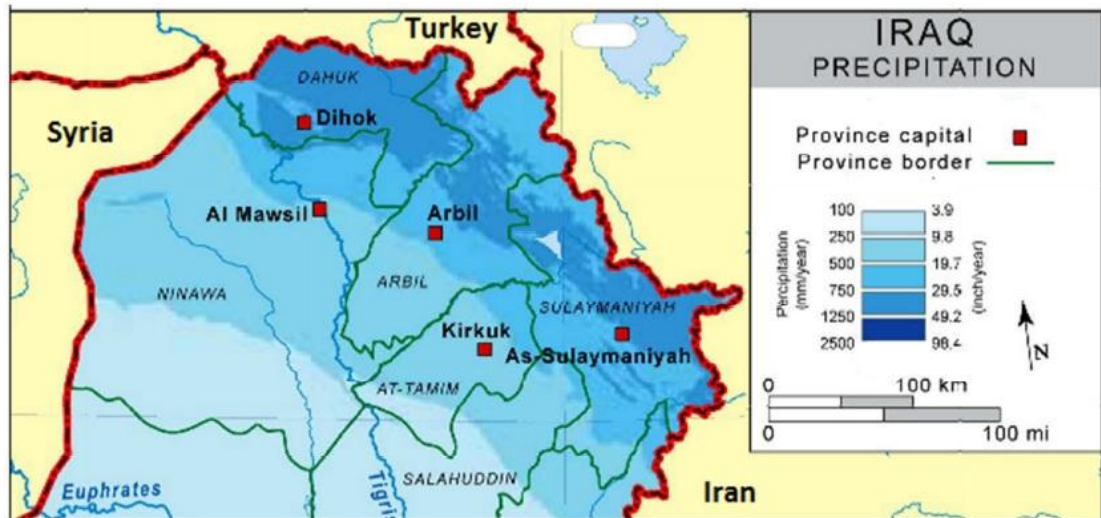 Turkey
Syria
DAHUK
Dihok
Al Mawsil
Arbil
NINAWA
ARBIL
SULAYMANIYAH
Kirkuk
As-Sulaymaniyah
AT-TAMIM
SALAHUDDIN
Euphrates
Tigris
Iran
IRAQ
PRECIPITATION
Province capital
Province border
Percipitation
(mm/year)
100 3.9
250 9.8
500 19.7
750 29.5
1250 49.2
2500 98.4
(inch/year)
N
0 100 km
0 100 mi